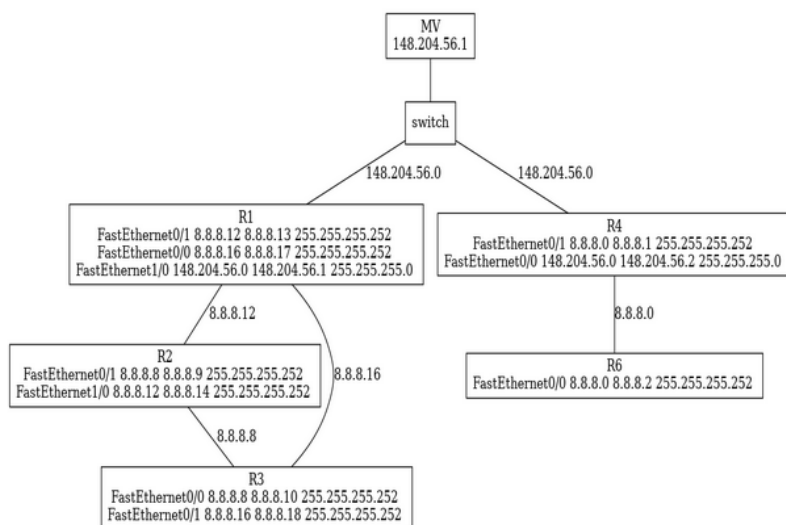 MV
148.204.56.1
switch
148.204.56.0
148.204.56.0
R1
FastEthernet0/1 8.8.8.12 8.8.8.13 255.255.255.252
FastEthernet0/0 8.8.8.16 8.8.8.17 255.255.255.252
FastEthernet1/0 148.204.56.0 148.204.56.1 255.255.255.0
R4
FastEthernet0/1 8.8.8.0 8.8.8.1 255.255.255.252
FastEthernet0/0 148.204.56.0 148.204.56.2 255.255.255.0
8.8.8.12
8.8.8.0
R2
FastEthernet0/1 8.8.8.8 8.8.8.9 255.255.255.252
FastEthernet1/0 8.8.8.12 8.8.8.14 255.255.255.252
8.8.8.16
R6
FastEthernet0/0 8.8.8.0 8.8.8.2 255.255.255.252
8.8.8.8
R3
FastEthernet0/0 8.8.8.8 8.8.8.10 255.255.255.252
FastEthernet0/1 8.8.8.16 8.8.8.18 255.255.255.252